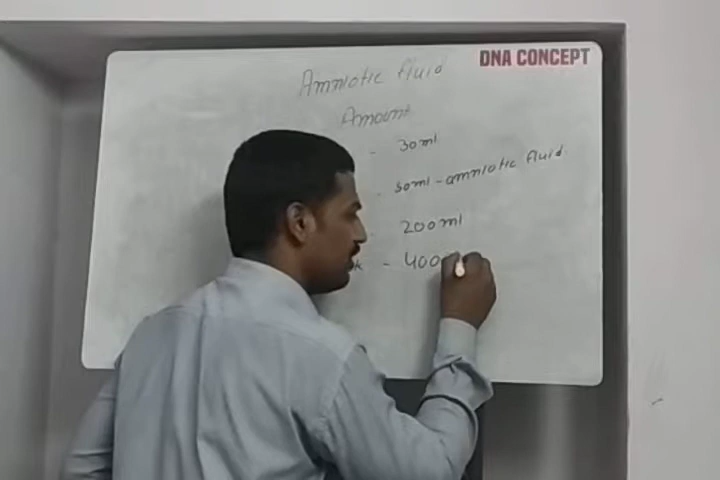 DNA CONCEPT
Amniotic fluid
Amount
- 30ml
- 50ml - amniotic fluid
- 200ml
k - 400